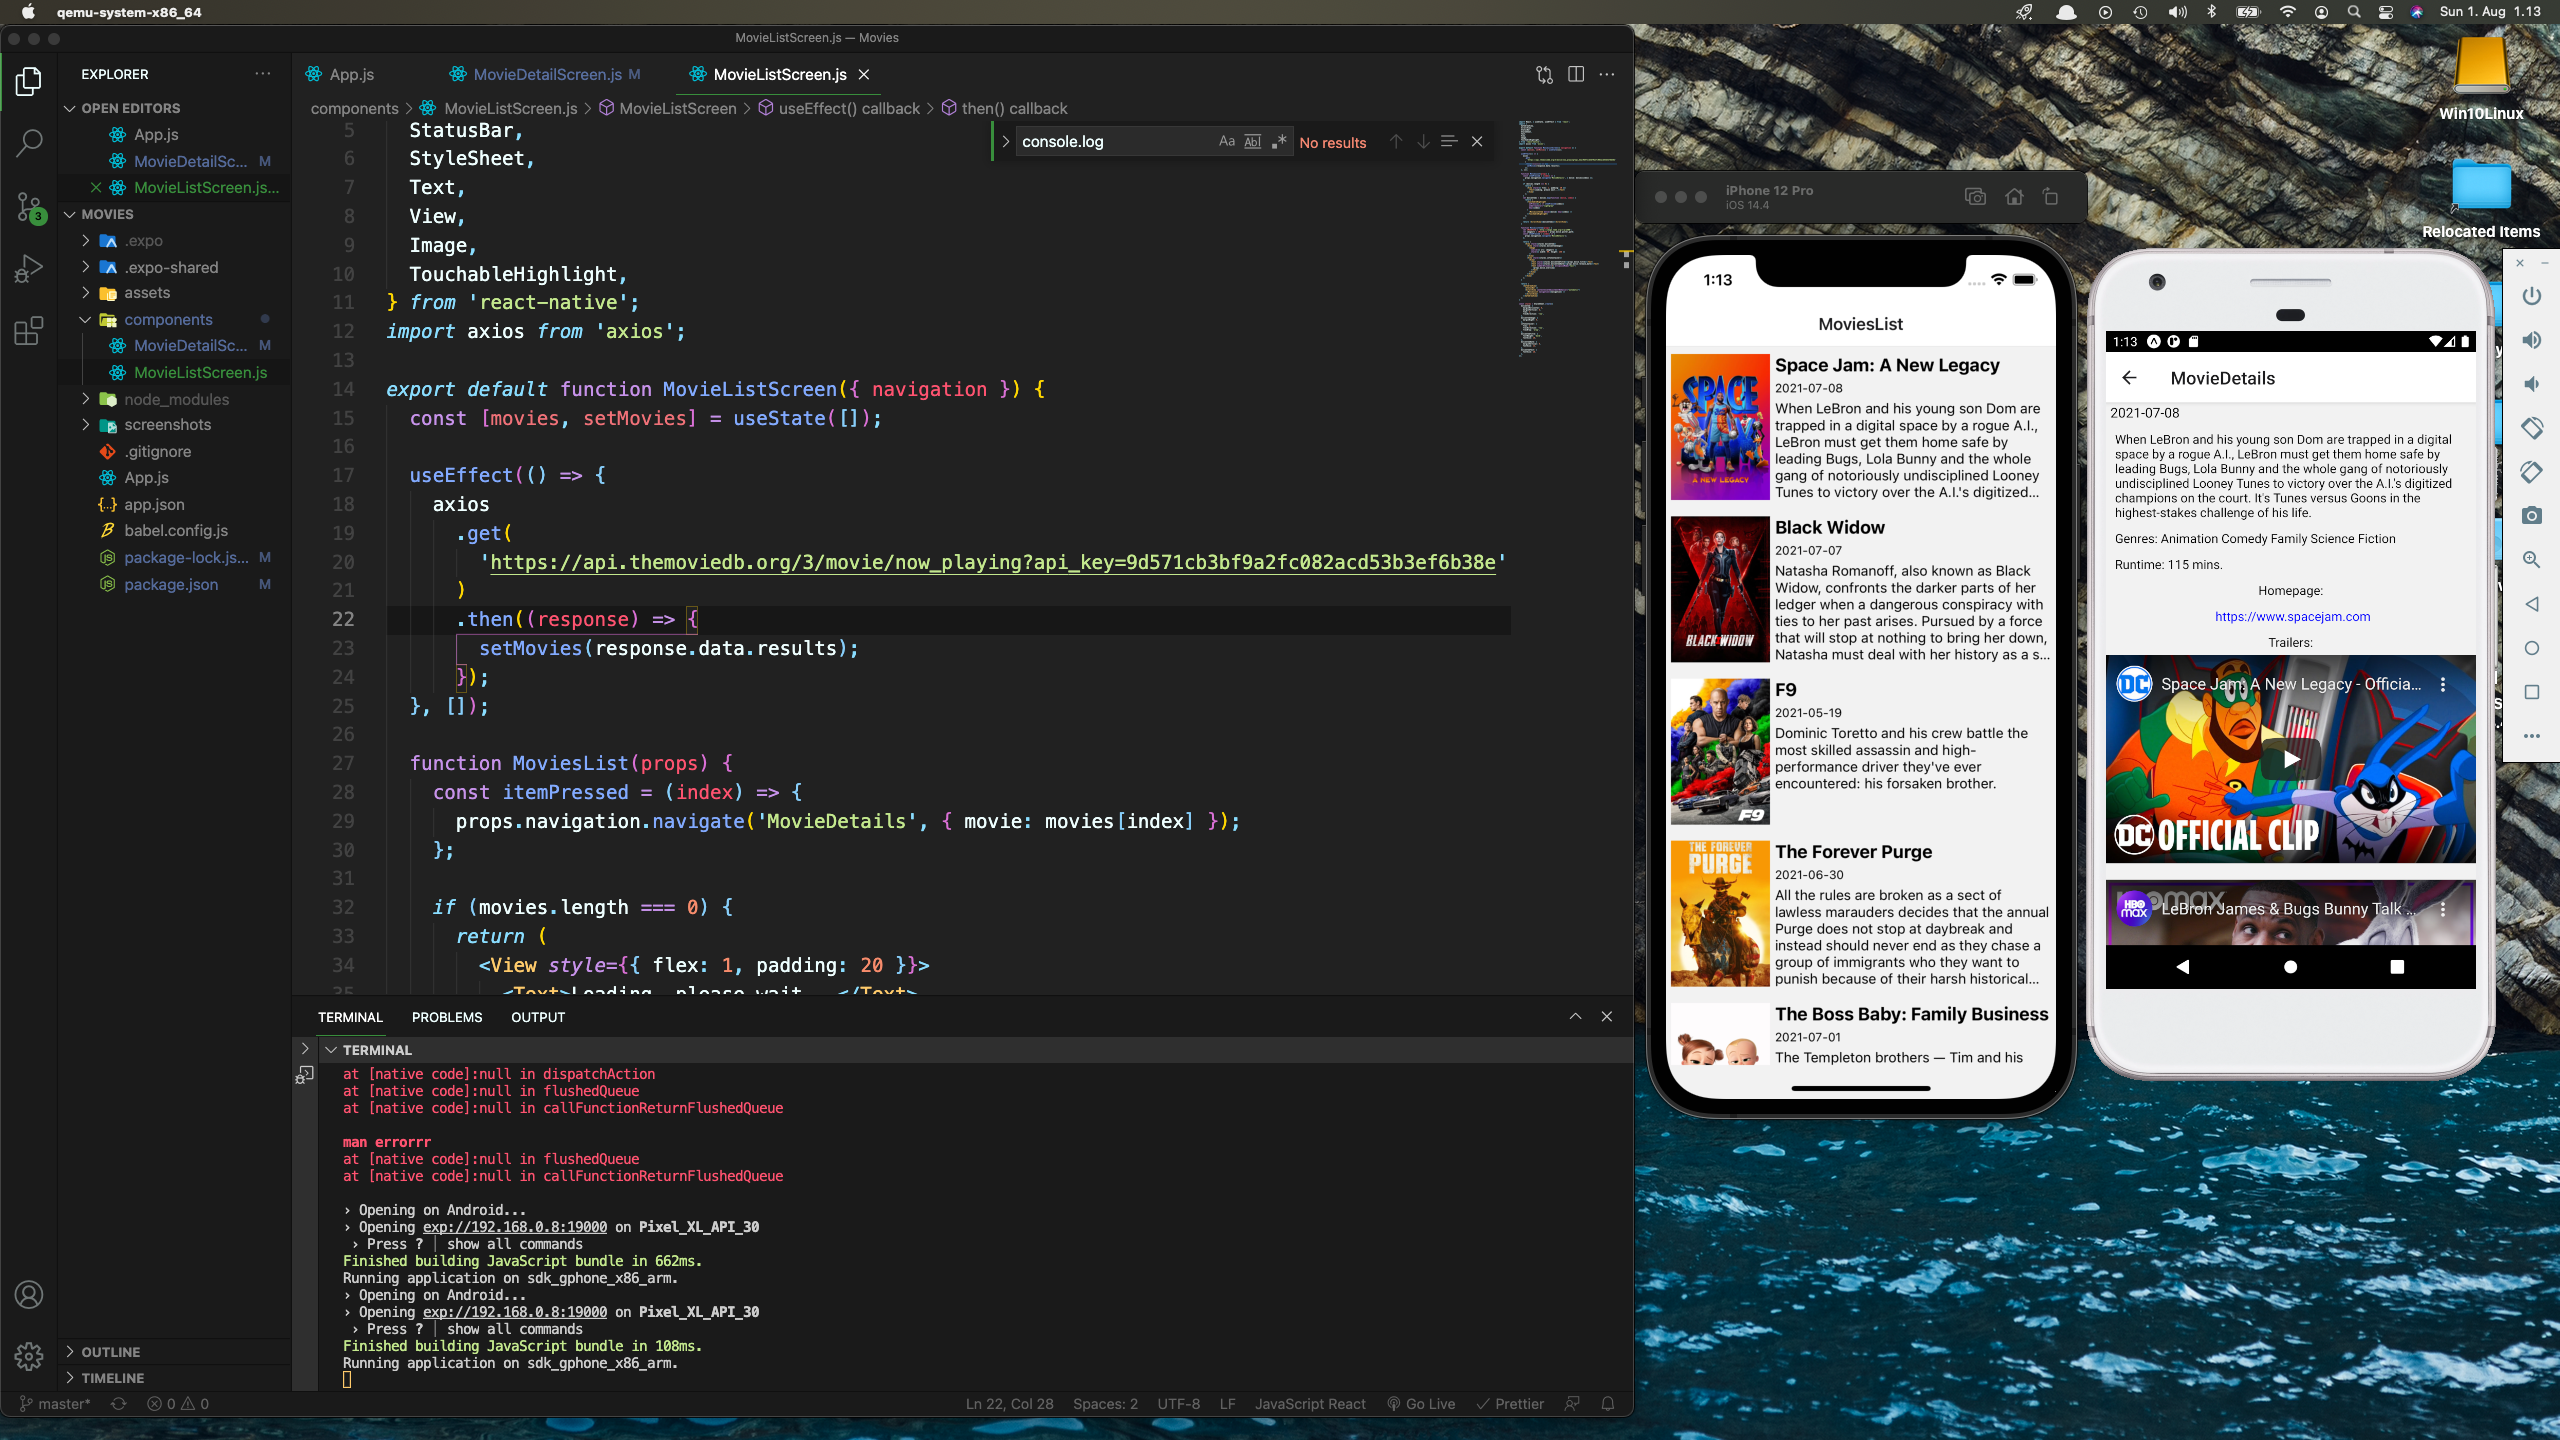 qemu-system-x86_64
Sun 1. Aug 1.13
MovieListScreen.js — Movies
EXPLORER
OPEN EDITORS
App.js
MovieDetailSc... M
MovieListScreen.js...
MOVIES
.expo
.expo-shared
assets
components
MovieDetailSc... M
MovieListScreen.js
node_modules
screenshots
.gitignore
App.js
app.json
babel.config.js
package-lock.js... M
package.json M
OUTLINE
TIMELINE
3
App.js
MovieDetailScreen.js M
MovieListScreen.js
components > MovieListScreen.js > MovieListScreen > useEffect() callback > then() callback
console.log
Aa Abl .*
No results
5 StatusBar,
6 StyleSheet,
7 Text,
8 View,
9 Image,
10 TouchableHighlight,
11 } from 'react-native';
12 import axios from 'axios';
13
14 export default function MovieListScreen({ navigation }) {
15 const [movies, setMovies] = useState([]);
16
17 useEffect(() => {
18 axios
19 .get(
20 'https://api.themoviedb.org/3/movie/now_playing?api_key=9d571cb3bf9a2fc082acd53b3ef6b38e'
21 )
22 .then((response) => {
23 setMovies(response.data.results);
24 });
25 }, []);
26
27 function MoviesList(props) {
28 const itemPressed = (index) => {
29 props.navigation.navigate('MovieDetails', { movie: movies[index] });
30 };
31
32 if (movies.length === 0) {
33 return (
34 <View style={{ flex: 1, padding: 20 }}>
35 <Text>Loading, please wait...</Text>
TERMINAL PROBLEMS OUTPUT
TERMINAL
at [native code]:null in dispatchAction
at [native code]:null in flushedQueue
at [native code]:null in callFunctionReturnFlushedQueue
man errorrr
at [native code]:null in flushedQueue
at [native code]:null in callFunctionReturnFlushedQueue
› Opening on Android...
› Opening exp://192.168.0.8:19000 on Pixel_XL_API_30
› Press ? │ show all commands
Finished building JavaScript bundle in 662ms.
Running application on sdk_gphone_x86_arm.
› Opening on Android...
› Opening exp://192.168.0.8:19000 on Pixel_XL_API_30
› Press ? │ show all commands
Finished building JavaScript bundle in 108ms.
Running application on sdk_gphone_x86_arm.
master* 0 0
Ln 22, Col 28 Spaces: 2 UTF-8 LF JavaScript React Go Live Prettier
Win10Linux
Relocated Items
iPhone 12 Pro
iOS 14.4
1:13
MoviesList
SPACE JAM
A NEW LEGACY
Space Jam: A New Legacy
2021-07-08
When LeBron and his young son Dom are
trapped in a digital space by a rogue A.I.,
LeBron must get them home safe by
leading Bugs, Lola Bunny and the whole
gang of notoriously undisciplined Looney
Tunes to victory over the A.I.'s digitized...
BLACK WIDOW
Black Widow
2021-07-07
Natasha Romanoff, also known as Black
Widow, confronts the darker parts of her
ledger when a dangerous conspiracy with
ties to her past arises. Pursued by a force
that will stop at nothing to bring her down,
Natasha must deal with her history as a s...
F9
F9
2021-05-19
Dominic Toretto and his crew battle the
most skilled assassin and high-
performance driver they've ever
encountered: his forsaken brother.
THE FOREVER
PURGE
The Forever Purge
2021-06-30
All the rules are broken as a sect of
lawless marauders decides that the annual
Purge does not stop at daybreak and
instead should never end as they chase a
group of immigrants who they want to
punish because of their harsh historical...
The Boss Baby: Family Business
2021-07-01
The Templeton brothers — Tim and his
1:13
MovieDetails
2021-07-08
When LeBron and his young son Dom are trapped in a digital
space by a rogue A.I., LeBron must get them home safe by
leading Bugs, Lola Bunny and the whole gang of notoriously
undisciplined Looney Tunes to victory over the A.I.'s digitized
champions on the court. It's Tunes versus Goons in the
highest-stakes challenge of his life.
Genres: Animation Comedy Family Science Fiction
Runtime: 115 mins.
Homepage:
https://www.spacejam.com
Trailers:
DC
Space Jam: A New Legacy - Officia...
DC OFFICIAL CLIP
HBO max
LeBron James & Bugs Bunny Talk ...